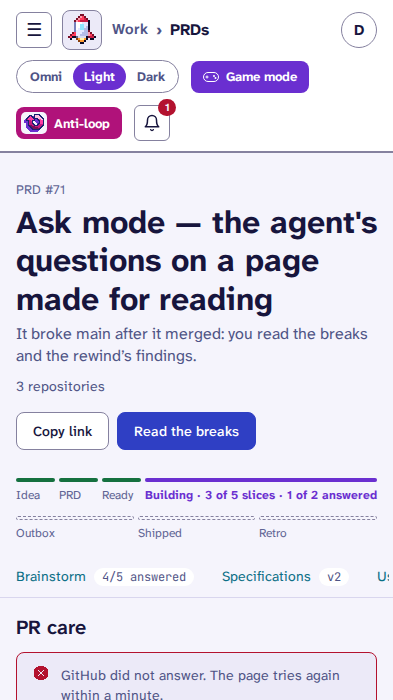 Work › PRDs
D
Omni Light Dark
Game mode
Anti-loop
1
PRD #71
Ask mode — the agent's
questions on a page
made for reading
It broke main after it merged: you read the breaks
and the rewind's findings.
3 repositories
Copy link
Read the breaks
Idea PRD Ready Building · 3 of 5 slices · 1 of 2 answered
Outbox Shipped Retro
Brainstorm 4/5 answered Specifications v2
PR care
GitHub did not answer. The page tries again
within a minute.